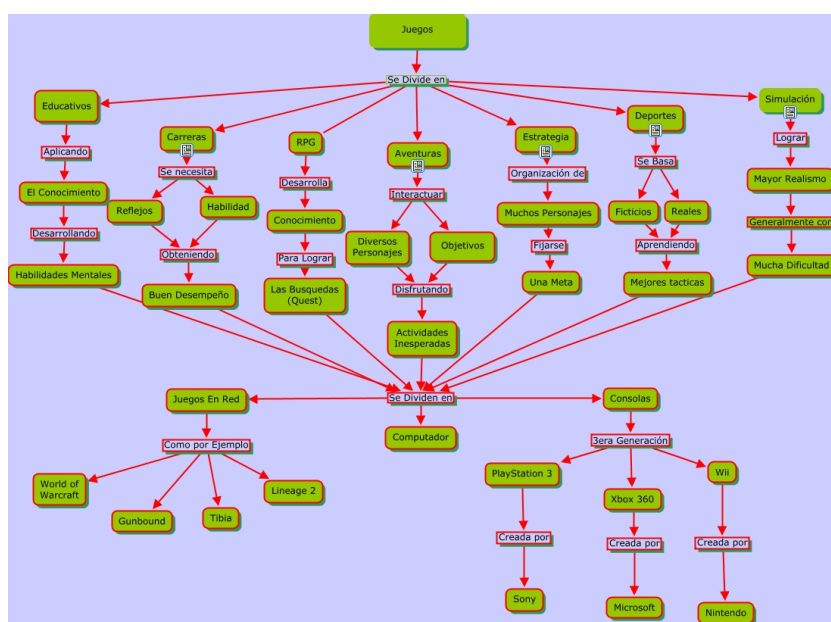 Juegos
Se Divide en
Educativos
Aplicando
El Conocimiento
Desarrollando
Habilidades Mentales
Carreras
Se necesita
Reflejos
Habilidad
Obteniendo
Buen Desempeño
RPG
Desarrolla
Conocimiento
Para Lograr
Las Busquedas
(Quest)
Aventuras
Interactuar
Diversos
Personajes
Objetivos
Disfrutando
Actividades
Inesperadas
Estrategia
Organización de
Muchos Personajes
Fijarse
Una Meta
Deportes
Se Basa
Ficticios
Reales
Aprendiendo
Mejores tacticas
Simulación
Lograr
Mayor Realismo
Generalmente con
Mucha Dificultad
Se Dividen en
Juegos En Red
Como por Ejemplo
World of
Warcraft
Gunbound
Tibia
Lineage 2
Computador
Consolas
3era Generación
PlayStation 3
Creada por
Sony
Xbox 360
Creada por
Microsoft
Wii
Creada por
Nintendo